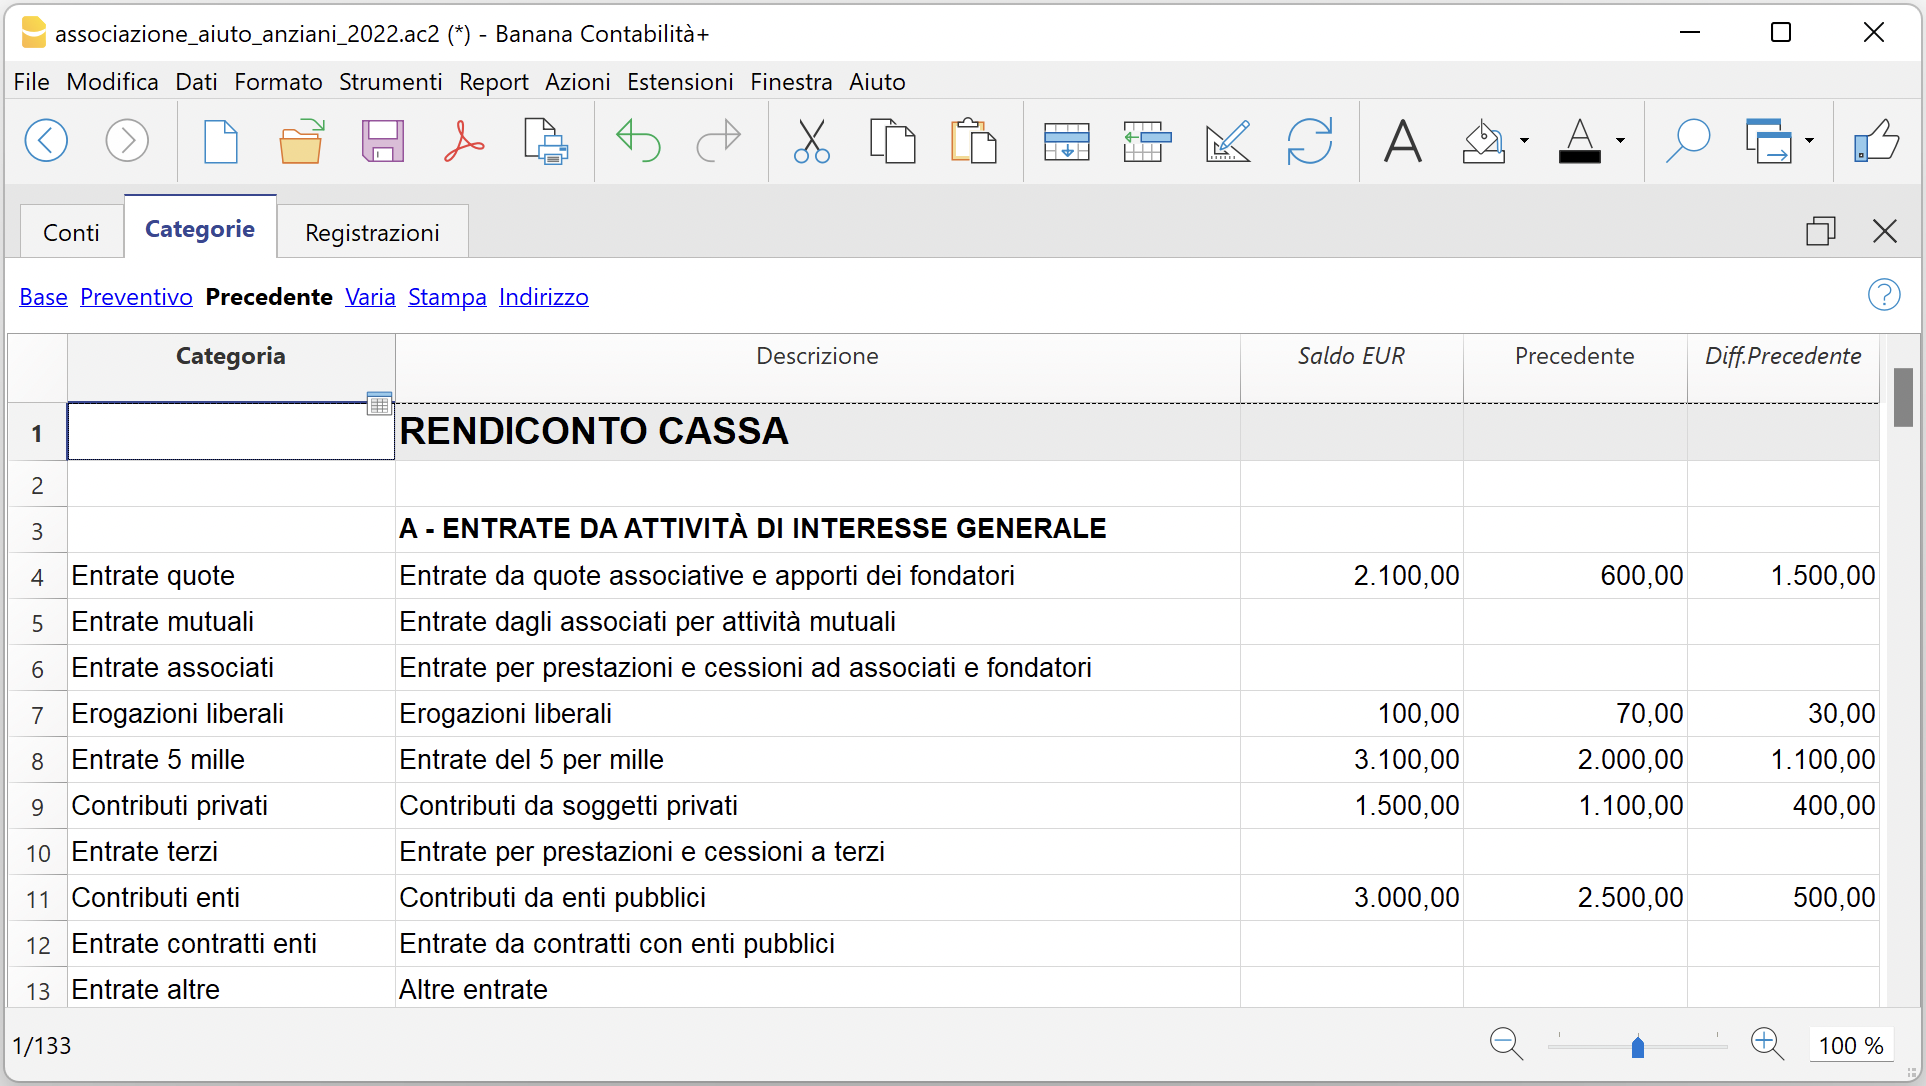 associazione_aiuto_anziani_2022.ac2 (*) - Banana Contabilità+
File Modifica Dati Formato Strumenti Report Azioni Estensioni Finestra Aiuto
Conti Categorie Registrazioni
Base Preventivo Precedente Varia Stampa Indirizzo
Categoria Descrizione Saldo EUR Precedente Diff.Precedente
1 RENDICONTO CASSA
2
3 A - ENTRATE DA ATTIVITÀ DI INTERESSE GENERALE
4 Entrate quote Entrate da quote associative e apporti dei fondatori 2.100,00 600,00 1.500,00
5 Entrate mutuali Entrate dagli associati per attività mutuali
6 Entrate associati Entrate per prestazioni e cessioni ad associati e fondatori
7 Erogazioni liberali Erogazioni liberali 100,00 70,00 30,00
8 Entrate 5 mille Entrate del 5 per mille 3.100,00 2.000,00 1.100,00
9 Contributi privati Contributi da soggetti privati 1.500,00 1.100,00 400,00
10 Entrate terzi Entrate per prestazioni e cessioni a terzi
11 Contributi enti Contributi da enti pubblici 3.000,00 2.500,00 500,00
12 Entrate contratti enti Entrate da contratti con enti pubblici
13 Entrate altre Altre entrate
1/133 100 %